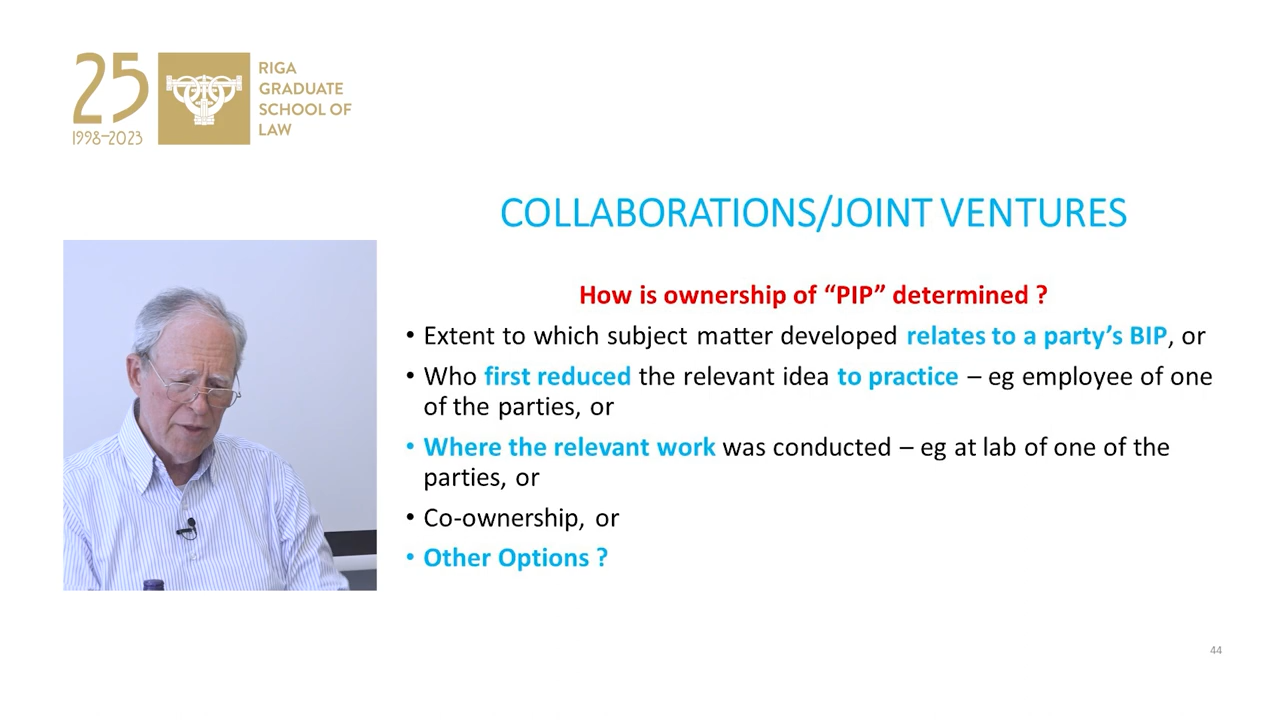 25
1998–2023
RIGA
GRADUATE
SCHOOL OF
LAW
COLLABORATIONS/JOINT VENTURES
How is ownership of “PIP” determined ?
• Extent to which subject matter developed relates to a party’s BIP, or
• Who first reduced the relevant idea to practice – eg employee of one
of the parties, or
• Where the relevant work was conducted – eg at lab of one of the
parties, or
• Co-ownership, or
• Other Options ?
44